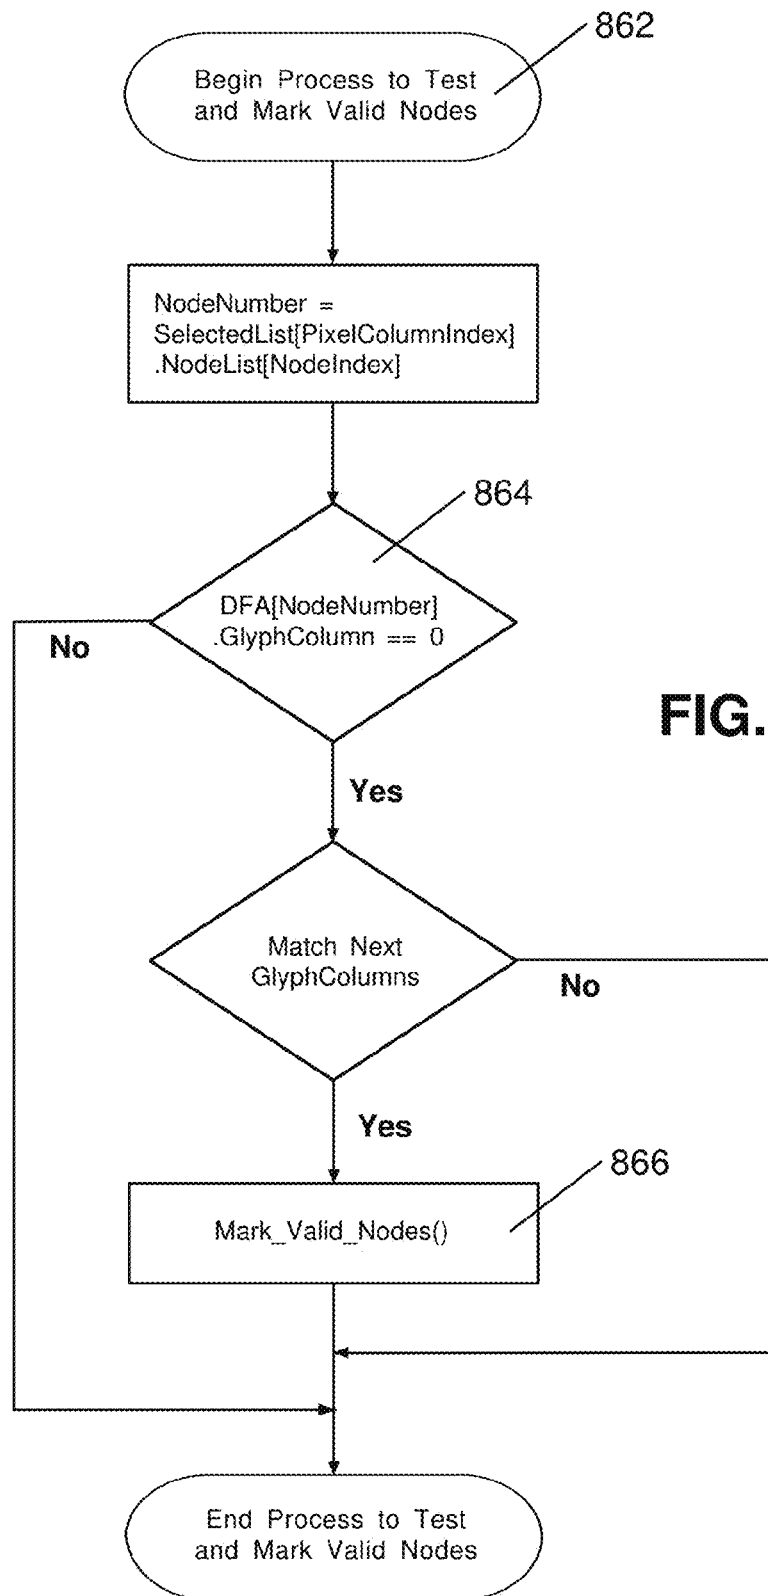 862
Begin Process to Test
and Mark Valid Nodes
NodeNumber =
SelectedList[PixelColumnIndex]
.NodeList[NodeIndex]
864
DFA[NodeNumber]
.GlyphColumn == 0
No
FIG.
Yes
Match Next
GlyphColumns
No
Yes
866
Mark_Valid_Nodes()
End Process to Test
and Mark Valid Nodes